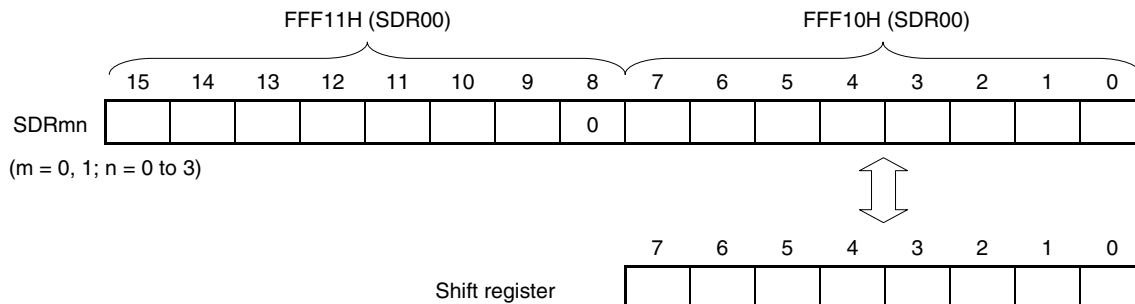 FFF11H (SDR00) FFF10H (SDR00)
15 14 13 12 11 10 9 8 7 6 5 4 3 2 1 0
SDRmn 0
(m = 0, 1; n = 0 to 3)
7 6 5 4 3 2 1 0
Shift register